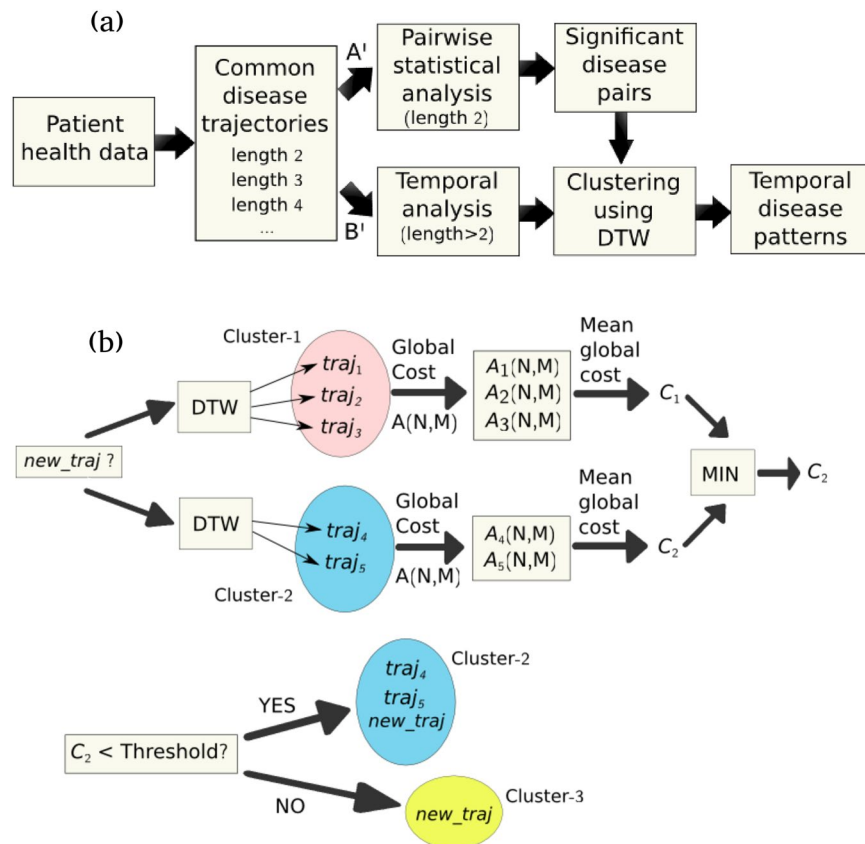 (a)
Patient
health data
Common
disease
trajectories
length 2
length 3
length 4
...
A'
B'
Pairwise
statistical
analysis
(length 2)
Significant
disease
pairs
Temporal
analysis
(length>2)
Clustering
using
DTW
Temporal
disease
patterns
(b)
new_traj ?
DTW
Cluster-1
traj₁
traj₂
traj₃
Global
Cost
A(N,M)
A₁(N,M)
A₂(N,M)
A₃(N,M)
Mean
global
cost
C₁
DTW
traj₄
traj₅
Cluster-2
Global
Cost
A(N,M)
A₄(N,M)
A₅(N,M)
Mean
global
cost
C₂
MIN
C₂
C₂ < Threshold?
YES
Cluster-2
traj₄
traj₅
new_traj
NO
Cluster-3
new_traj